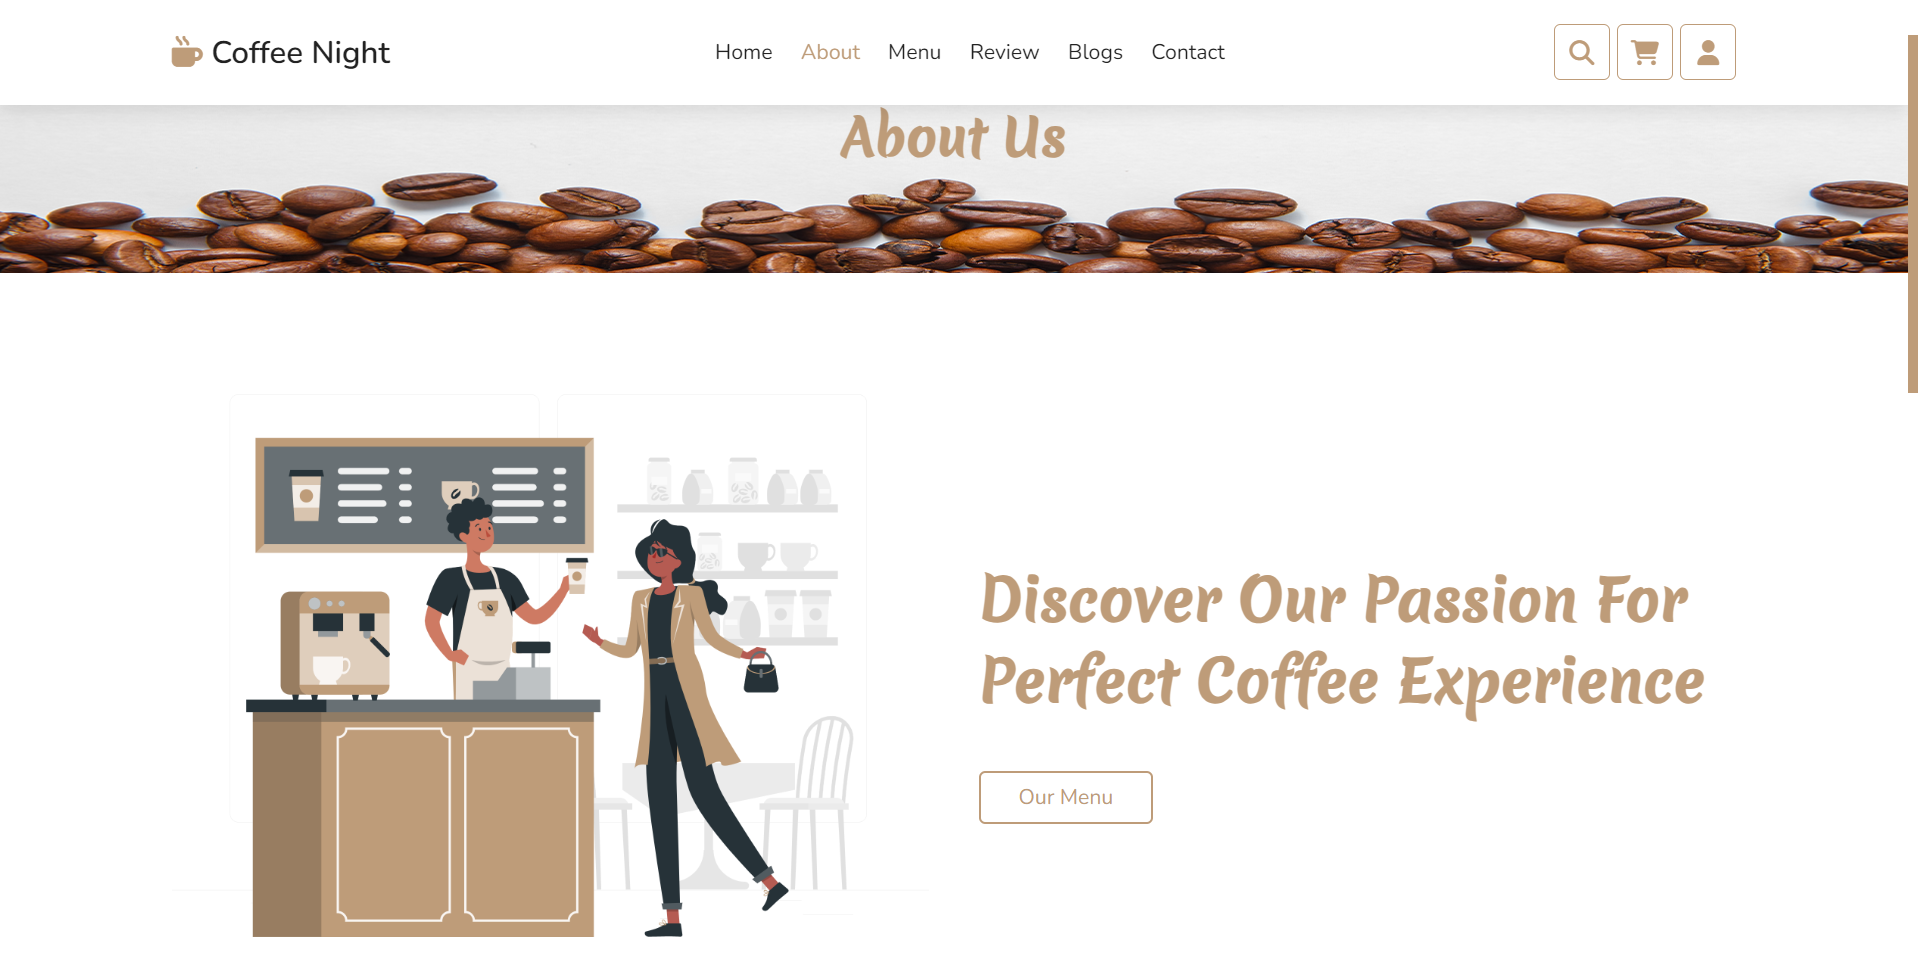 Coffee Night
Home About Menu Review Blogs Contact
About Us
Discover Our Passion For
Perfect Coffee Experience
Our Menu